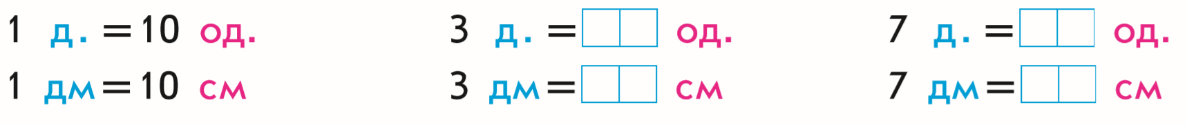 1 д. = 10 од. 3 д. = од. 7 д. = од.
1 дм = 10 см 3 дм = см 7 дм = см